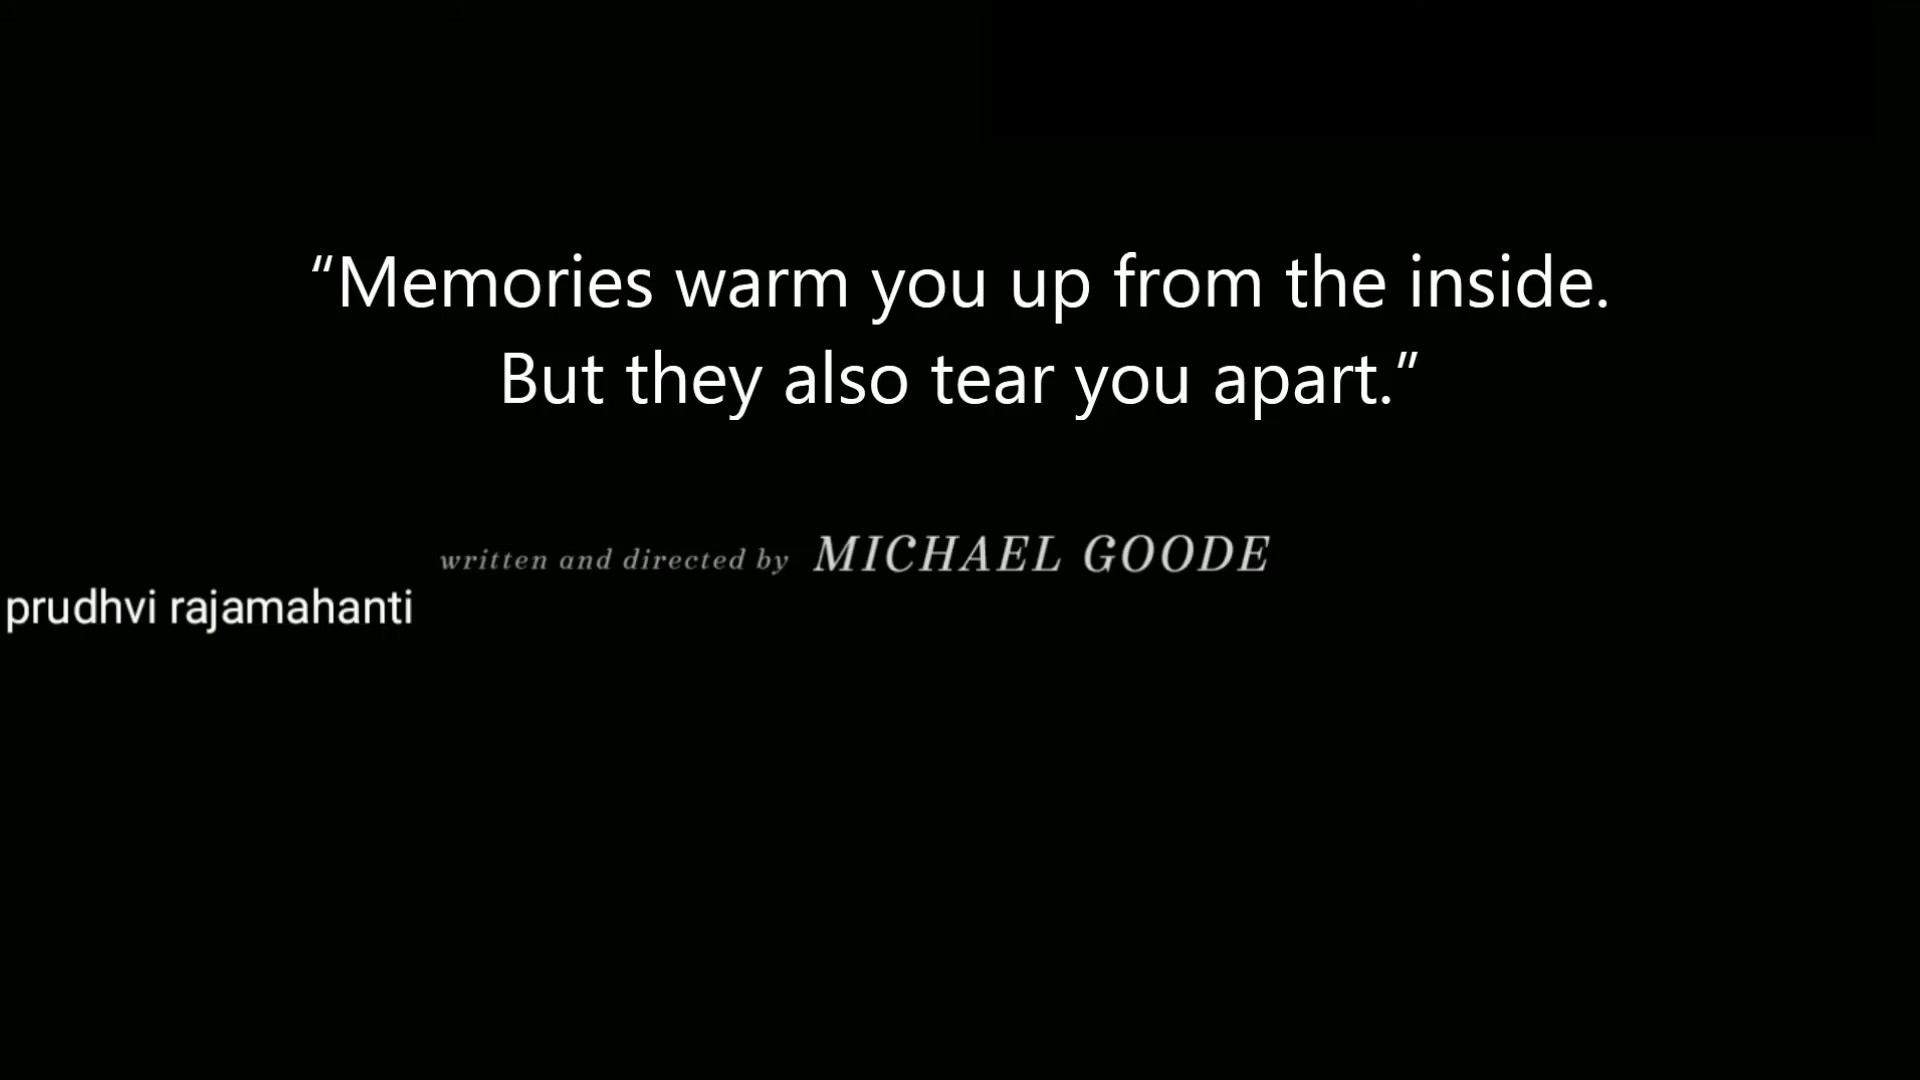 “Memories warm you up from the inside.
But they also tear you apart.”
written and directed by MICHAEL GOODE
prudhvi rajamahanti